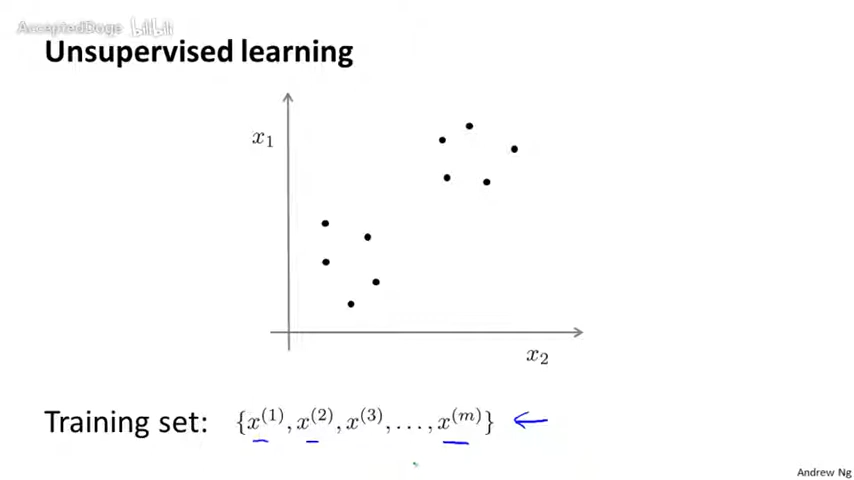 AcceptedDoge bilibili
Unsupervised learning
x₁
x₂
Training set: {x⁽¹⁾, x⁽²⁾, x⁽³⁾, . . . , x⁽ᵐ⁾}
Andrew Ng